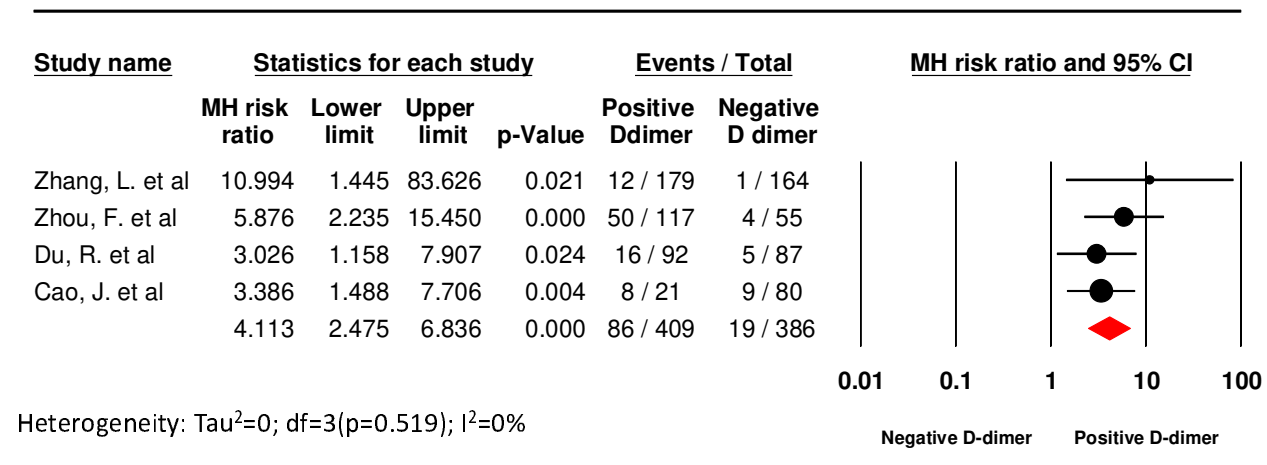 Study name Statistics for each study Events / Total MH risk ratio and 95% CI
MH risk Lower Upper Positive Negative
ratio limit limit p-Value Ddimer D dimer
Zhang, L. et al 10.994 1.445 83.626 0.021 12 / 179 1 / 164
Zhou, F. et al 5.876 2.235 15.450 0.000 50 / 117 4 / 55
Du, R. et al 3.026 1.158 7.907 0.024 16 / 92 5 / 87
Cao, J. et al 3.386 1.488 7.706 0.004 8 / 21 9 / 80
4.113 2.475 6.836 0.000 86 / 409 19 / 386
0.01 0.1 1 10 100
Heterogeneity: Tau²=0; df=3(p=0.519); I²=0%
Negative D-dimer Positive D-dimer